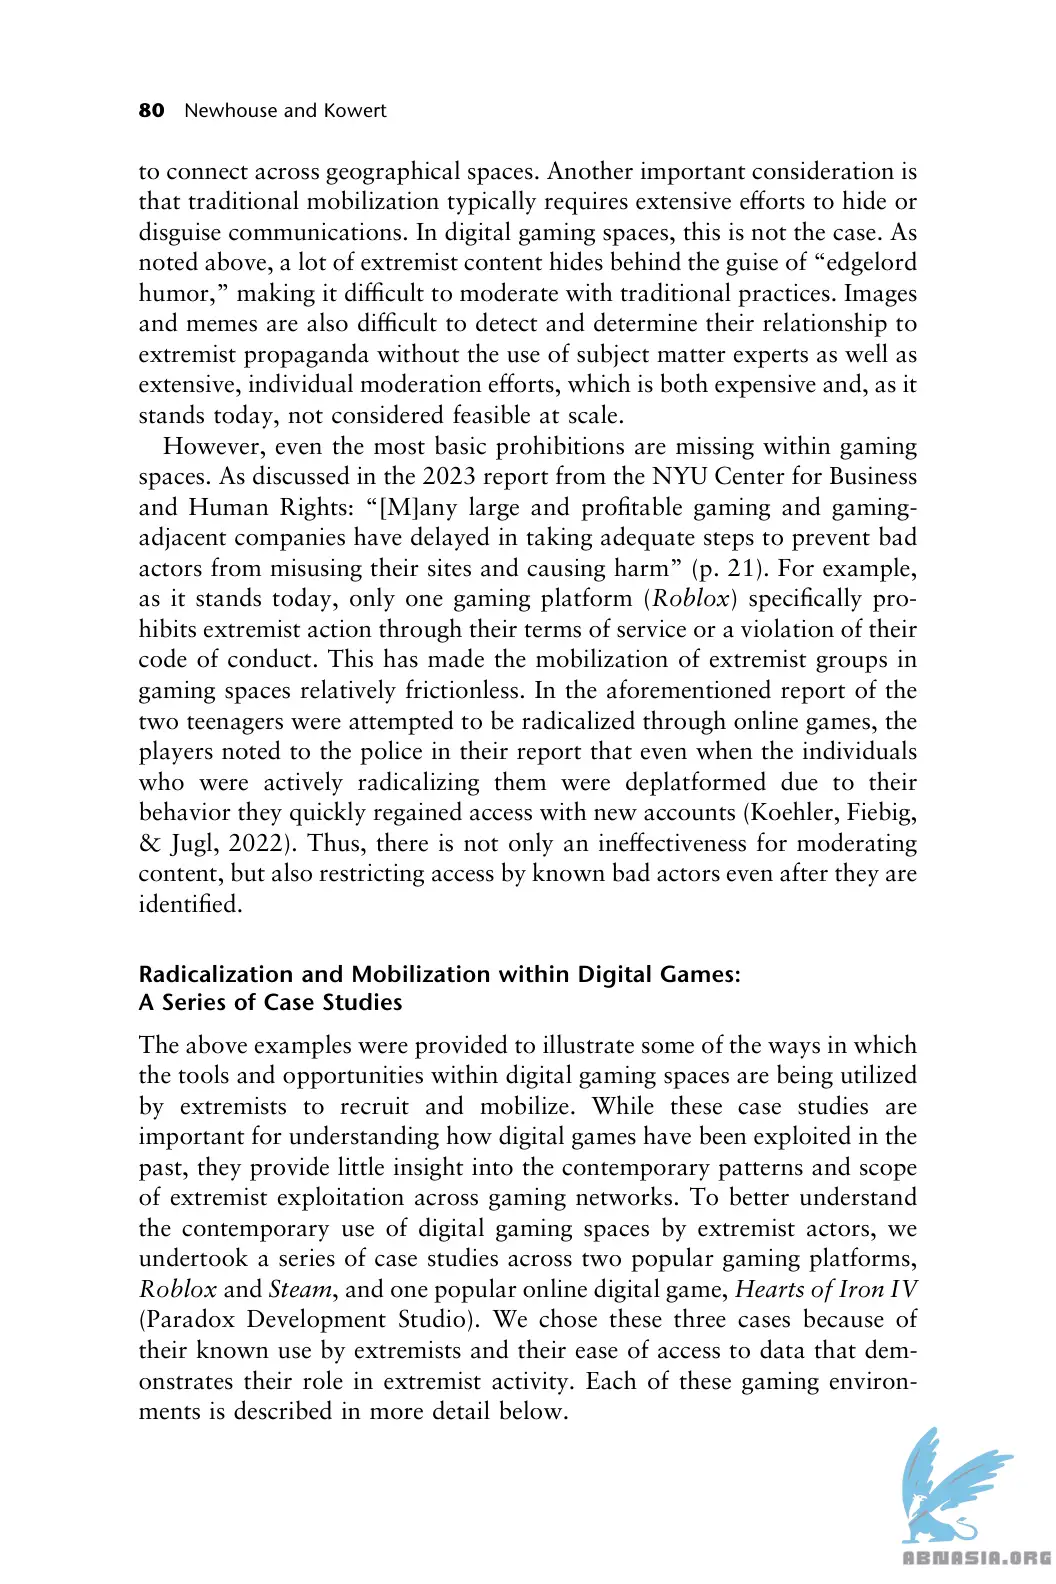 80 Newhouse and Kowert
to connect across geographical spaces. Another important consideration is
that traditional mobilization typically requires extensive efforts to hide or
disguise communications. In digital gaming spaces, this is not the case. As
noted above, a lot of extremist content hides behind the guise of “edgelord
humor,” making it difficult to moderate with traditional practices. Images
and memes are also difficult to detect and determine their relationship to
extremist propaganda without the use of subject matter experts as well as
extensive, individual moderation efforts, which is both expensive and, as it
stands today, not considered feasible at scale.
However, even the most basic prohibitions are missing within gaming
spaces. As discussed in the 2023 report from the NYU Center for Business
and Human Rights: “[M]any large and profitable gaming and gaming-
adjacent companies have delayed in taking adequate steps to prevent bad
actors from misusing their sites and causing harm” (p. 21). For example,
as it stands today, only one gaming platform (Roblox) specifically pro-
hibits extremist action through their terms of service or a violation of their
code of conduct. This has made the mobilization of extremist groups in
gaming spaces relatively frictionless. In the aforementioned report of the
two teenagers were attempted to be radicalized through online games, the
players noted to the police in their report that even when the individuals
who were actively radicalizing them were deplatformed due to their
behavior they quickly regained access with new accounts (Koehler, Fiebig,
& Jugl, 2022). Thus, there is not only an ineffectiveness for moderating
content, but also restricting access by known bad actors even after they are
identified.
Radicalization and Mobilization within Digital Games:
A Series of Case Studies
The above examples were provided to illustrate some of the ways in which
the tools and opportunities within digital gaming spaces are being utilized
by extremists to recruit and mobilize. While these case studies are
important for understanding how digital games have been exploited in the
past, they provide little insight into the contemporary patterns and scope
of extremist exploitation across gaming networks. To better understand
the contemporary use of digital gaming spaces by extremist actors, we
undertook a series of case studies across two popular gaming platforms,
Roblox and Steam, and one popular online digital game, Hearts of Iron IV
(Paradox Development Studio). We chose these three cases because of
their known use by extremists and their ease of access to data that dem-
onstrates their role in extremist activity. Each of these gaming environ-
ments is described in more detail below.
ABNASIA.ORG